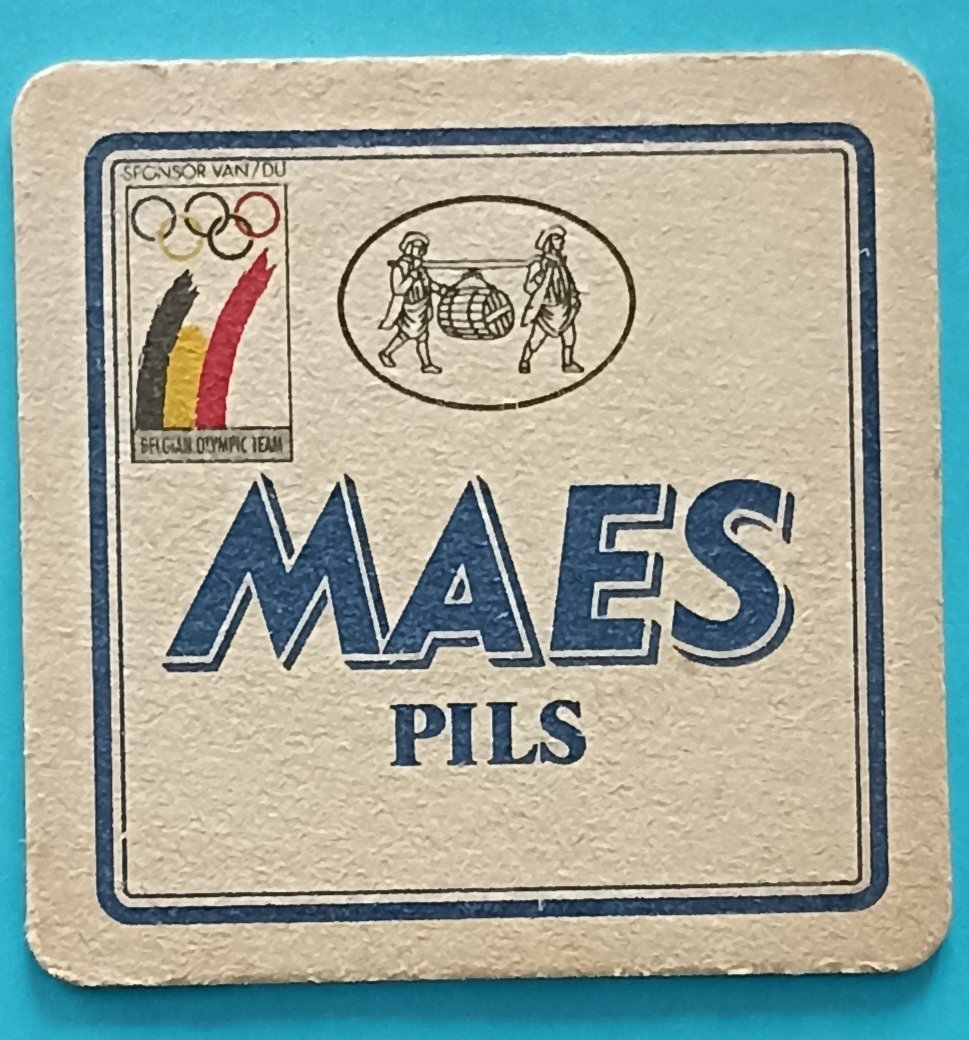 SPONSOR VAN/DU
BELGIAN OLYMPIC TEAM
MAES
PILS